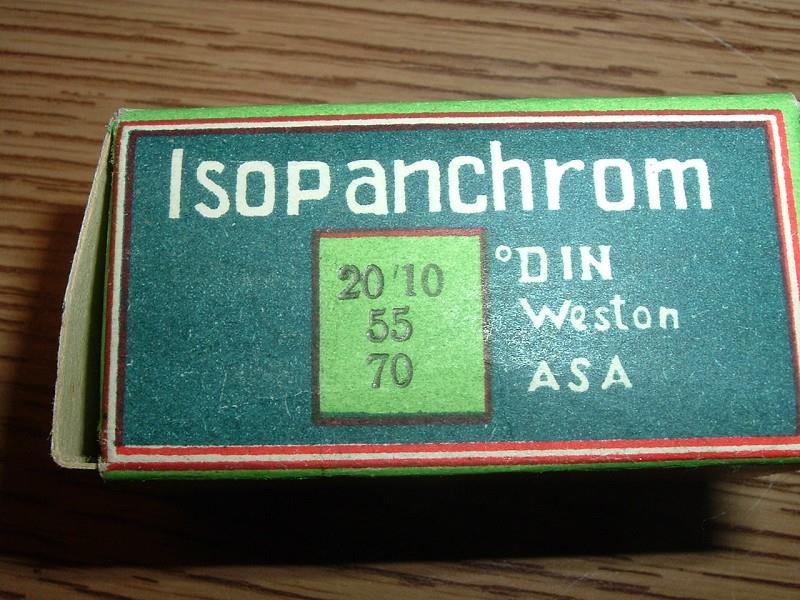 Isopanchrom
20'10 °DIN
55 Weston
70 ASA